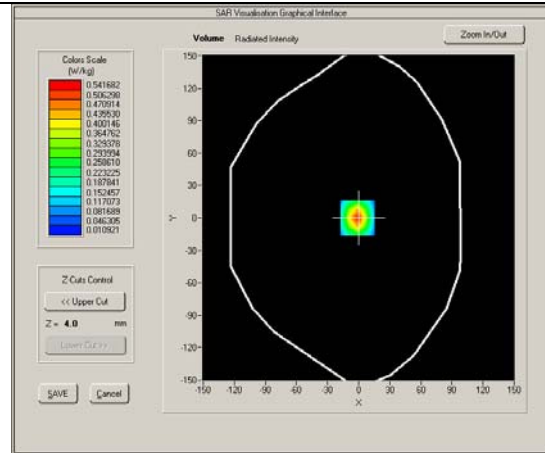 SAR Visualisation Graphical Interface
Volume Radiated Intensity
Zoom In/Out
Colors Scale
(W/kg)
0.541682
0.506298
0.470914
0.435530
0.400146
0.364762
0.329378
0.293994
0.258610
0.223225
0.187841
0.152457
0.117073
0.081689
0.046305
0.010921
Z Cuts Control
<< Upper Cut
Z = 4.0 mm
Lower Cut >>
SAVE Cancel
150
120
90
60
30
0
-30
-60
-90
-120
-150
Y
-150 -120 -90 -60 -30 0 30 60 90 120 150
X